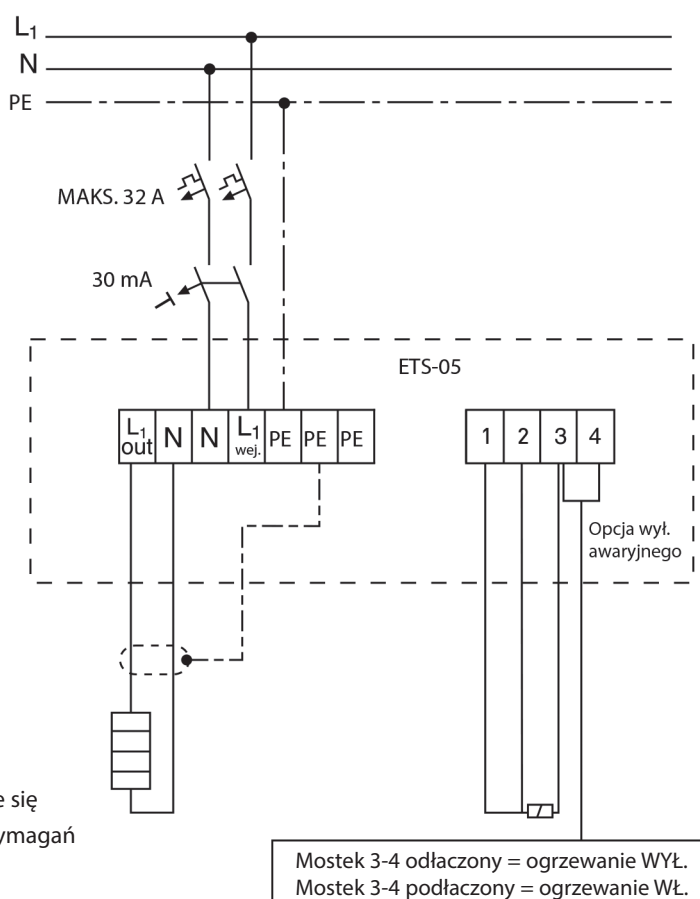 L1
N
PE
MAKS. 32 A
30 mA
ETS-05
L1 out N N L1 wej. PE PE PE
1 2 3 4
Opcja wył.
awaryjnego
się
Mostek 3-4 odłaczony = ogrzewanie WYŁ.
Mostek 3-4 podłaczony = ogrzewanie WŁ.